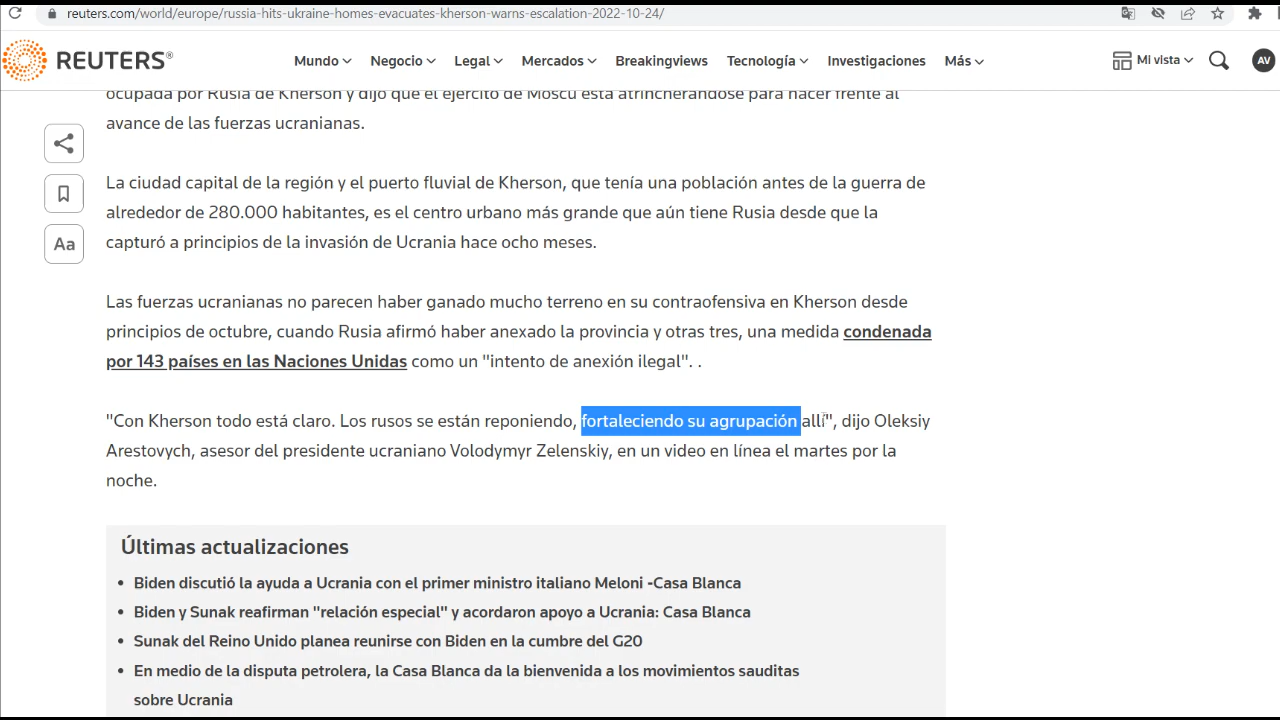 reuters.com/world/europe/russia-hits-ukraine-homes-evacuates-kherson-warns-escalation-2022-10-24/
REUTERS®
Mundo Negocio Legal Mercados Breakingviews Tecnología Investigaciones Más Mi vista AV
ocupada por Rusia de Kherson y dijo que el ejército de Moscú está atrincherándose para hacer frente al
avance de las fuerzas ucranianas.
La ciudad capital de la región y el puerto fluvial de Kherson, que tenía una población antes de la guerra de
alrededor de 280.000 habitantes, es el centro urbano más grande que aún tiene Rusia desde que la
capturó a principios de la invasión de Ucrania hace ocho meses.
Aa
Las fuerzas ucranianas no parecen haber ganado mucho terreno en su contraofensiva en Kherson desde
principios de octubre, cuando Rusia afirmó haber anexado la provincia y otras tres, una medida condenada
por 143 países en las Naciones Unidas como un "intento de anexión ilegal". .
"Con Kherson todo está claro. Los rusos se están reponiendo, fortaleciendo su agrupación allí", dijo Oleksiy
Arestovych, asesor del presidente ucraniano Volodymyr Zelenskiy, en un video en línea el martes por la
noche.
Últimas actualizaciones
• Biden discutió la ayuda a Ucrania con el primer ministro italiano Meloni -Casa Blanca
• Biden y Sunak reafirman "relación especial" y acordaron apoyo a Ucrania: Casa Blanca
• Sunak del Reino Unido planea reunirse con Biden en la cumbre del G20
• En medio de la disputa petrolera, la Casa Blanca da la bienvenida a los movimientos sauditas
sobre Ucrania